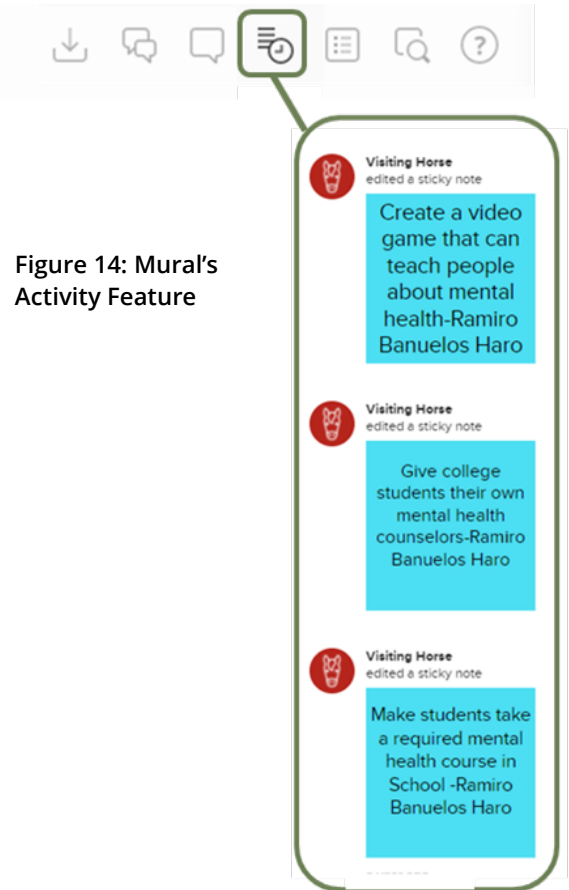 Figure 14: Mural's
Activity Feature
Visiting Horse
edited a sticky note
Create a video
game that can
teach people
about mental
health-Ramiro
Banuelos Haro
Visiting Horse
edited a sticky note
Give college
students their own
mental health
counselors-Ramiro
Banuelos Haro
Visiting Horse
edited a sticky note
Make students take
a required mental
health course in
School -Ramiro
Banuelos Haro